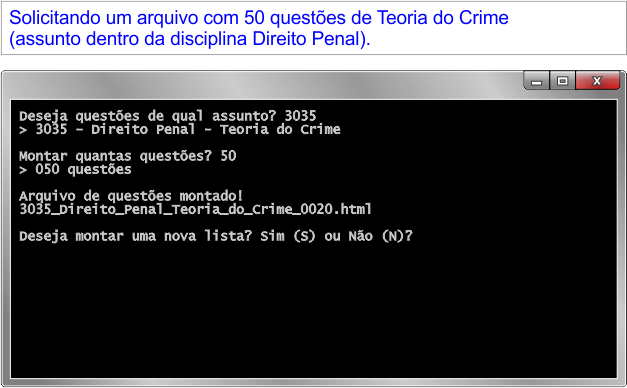 Solicitando um arquivo com 50 questões de Teoria do Crime
(assunto dentro da disciplina Direito Penal).
Deseja questões de qual assunto? 3035
> 3035 - Direito Penal - Teoria do Crime
Montar quantas questões? 50
> 050 questões
Arquivo de questões montado!
3035_Direito_Penal_Teoria_do_Crime_0020.html
Deseja montar uma nova lista? Sim (S) ou Não (N)?